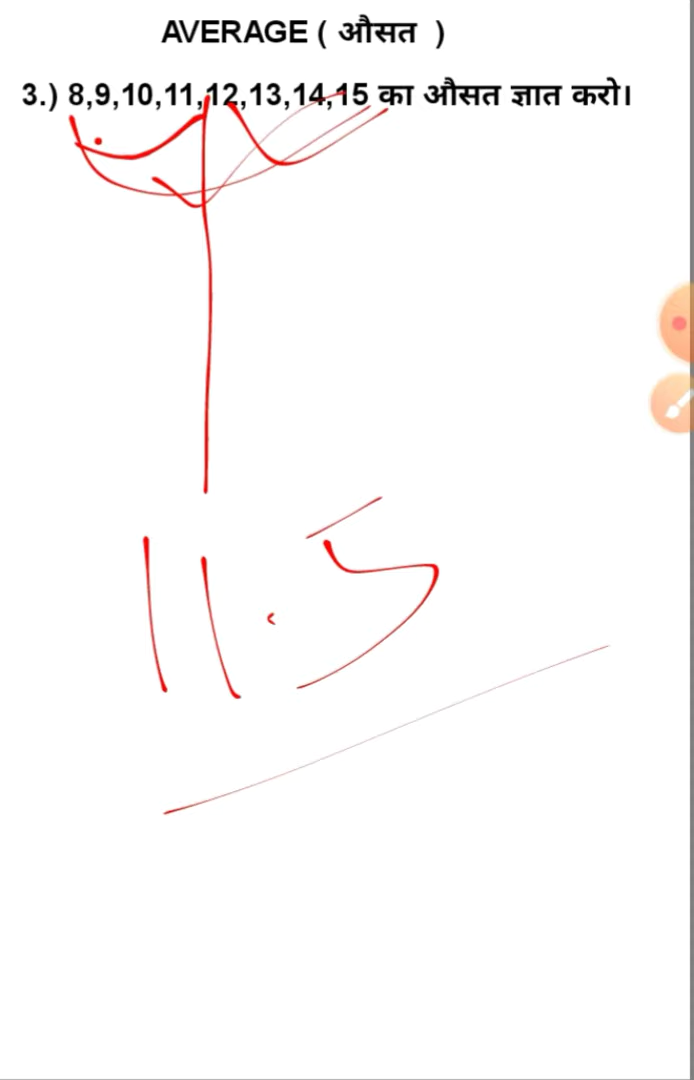 AVERAGE ( औसत )
3.) 8,9,10,11,12,13,14,15 का औसत ज्ञात करो।
11.5